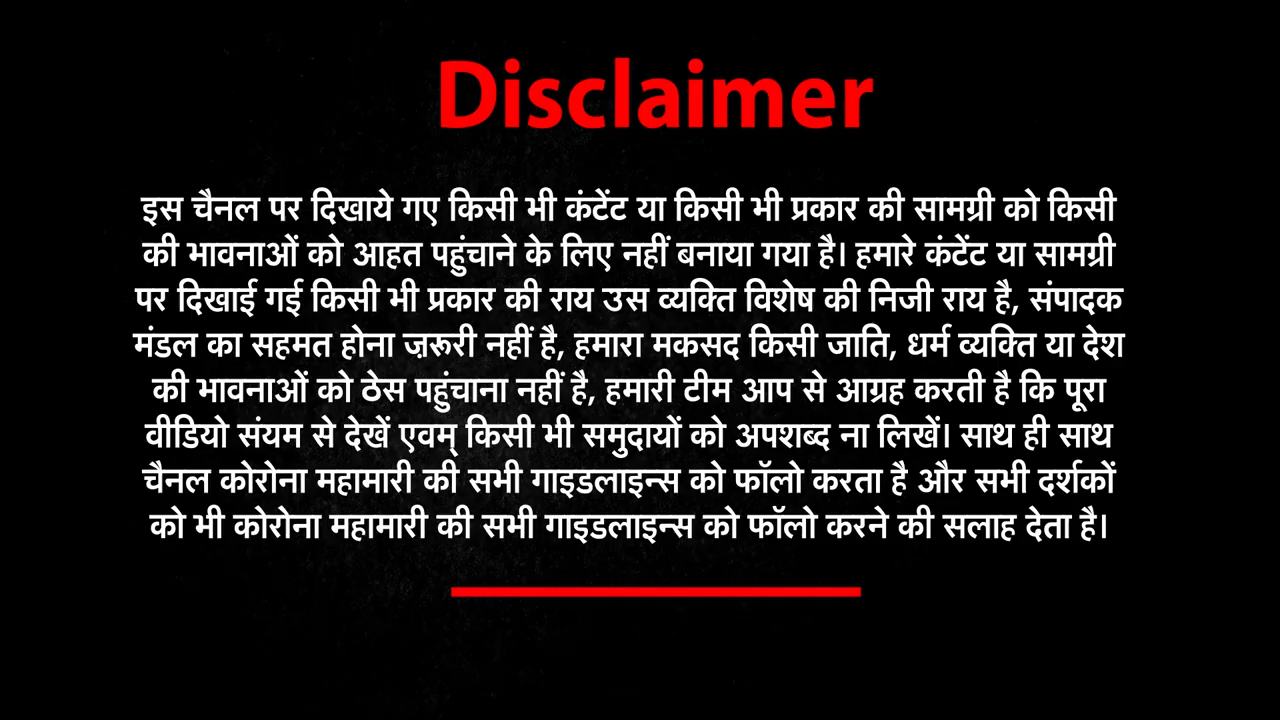 Disclaimer
इस चैनल पर दिखाये गए किसी भी कंटेंट या किसी भी प्रकार की सामग्री को किसी
की भावनाओं को आहत पहुंचाने के लिए नहीं बनाया गया है। हमारे कंटेंट या सामग्री
पर दिखाई गई किसी भी प्रकार की राय उस व्यक्ति विशेष की निजी राय है, संपादक
मंडल का सहमत होना ज़रूरी नहीं है, हमारा मकसद किसी जाति, धर्म व्यक्ति या देश
की भावनाओं को ठेस पहुंचाना नहीं है, हमारी टीम आप से आग्रह करती है कि पूरा
वीडियो संयम से देखें एवम् किसी भी समुदायों को अपशब्द ना लिखें। साथ ही साथ
चैनल कोरोना महामारी की सभी गाइडलाइन्स को फॉलो करता है और सभी दर्शकों
को भी कोरोना महामारी की सभी गाइडलाइन्स को फॉलो करने की सलाह देता है।